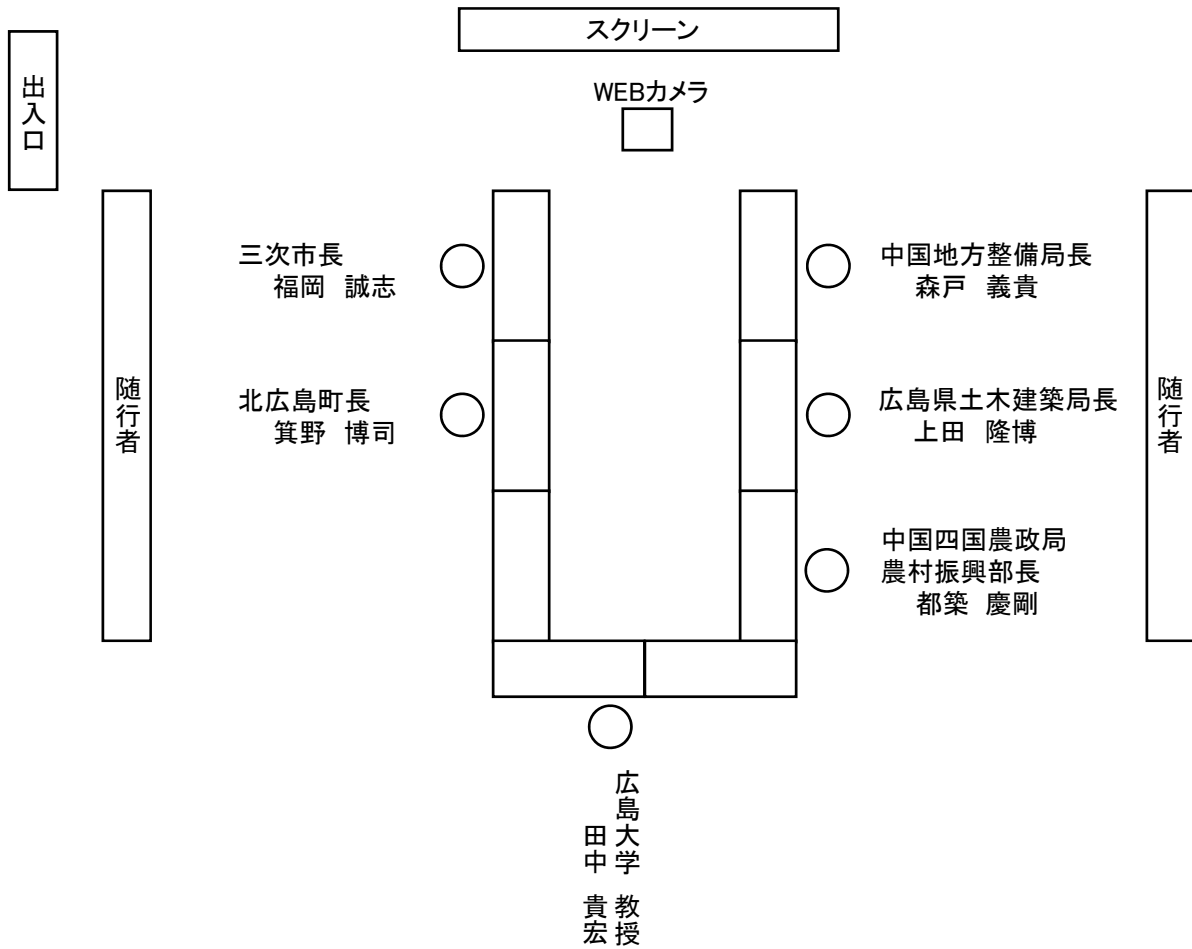 スクリーン
出入口
WEBカメラ
三次市長
福岡　誠志
中国地方整備局長
森戸　義貴
随行者
北広島町長
箕野　博司
広島県土木建築局長
上田　隆博
随行者
中国四国農政局
農村振興部長
都築　慶剛
広島大学　教授
田中　貴宏